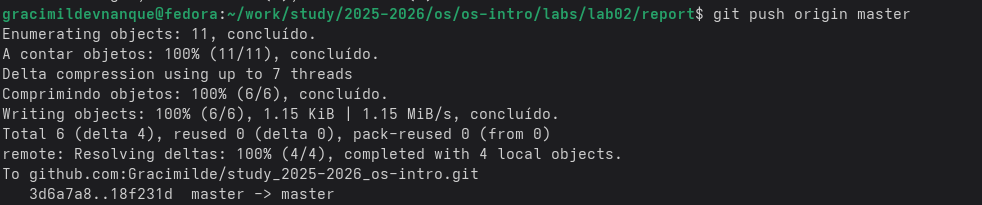 gracimildevnanque@fedora:~/work/study/2025-2026/os/os-intro/labs/lab02/report$ git push origin master
Enumerating objects: 11, concluído.
A contar objetos: 100% (11/11), concluído.
Delta compression using up to 7 threads
Comprimindo objetos: 100% (6/6), concluído.
Writing objects: 100% (6/6), 1.15 KiB | 1.15 MiB/s, concluído.
Total 6 (delta 4), reused 0 (delta 0), pack-reused 0 (from 0)
remote: Resolving deltas: 100% (4/4), completed with 4 local objects.
To github.com:Gracimilde/study_2025-2026_os-intro.git
   3d6a7a8..18f231d  master -> master